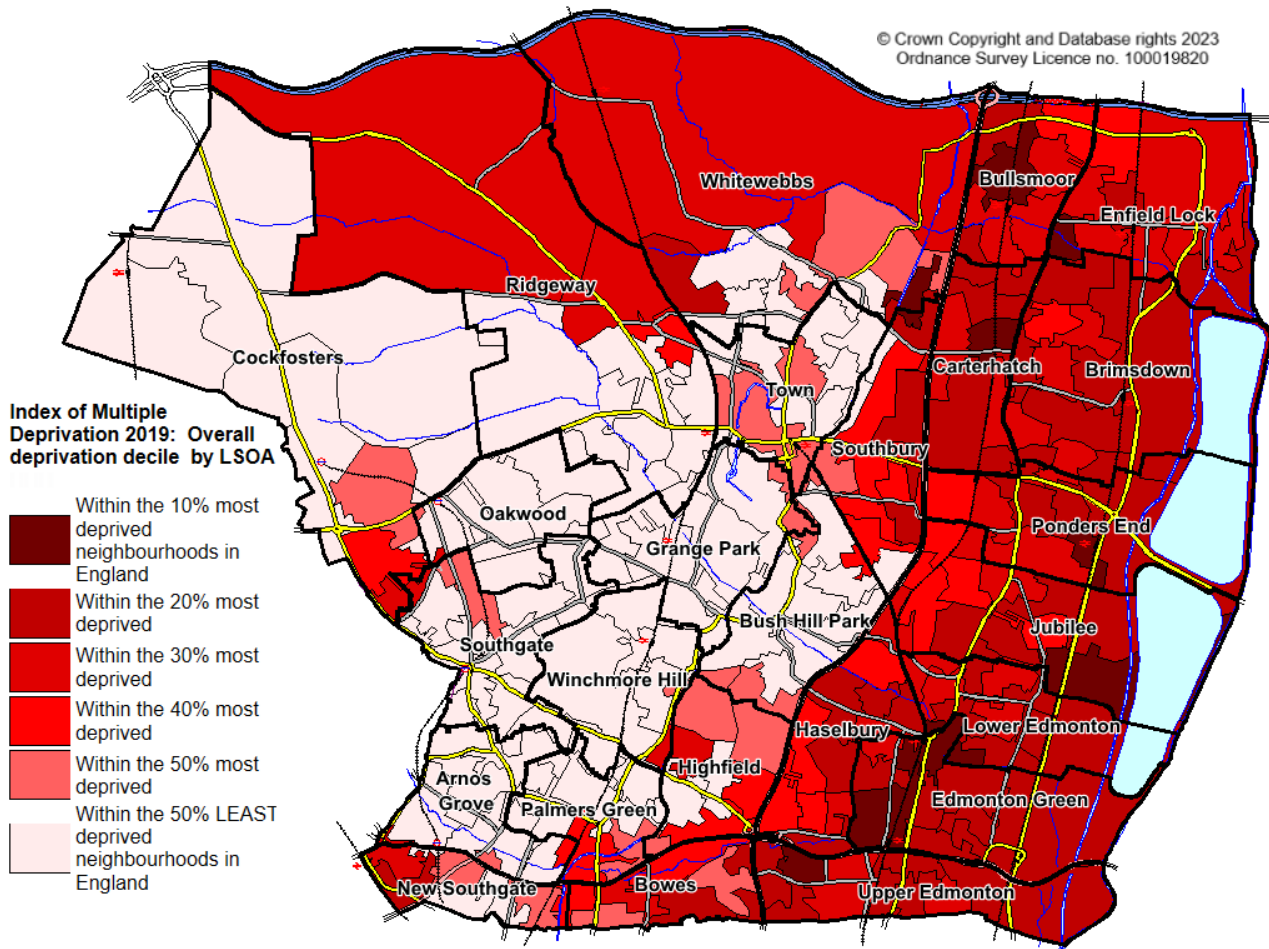 © Crown Copyright and Database rights 2023
Ordnance Survey Licence no. 100019820
Whitewebbs
Bullsmoor
Enfield Lock
Ridgeway
Cockfosters
Carterhatch
Brimsdown
Town
Southbury
Index of Multiple
Deprivation 2019: Overall
deprivation decile by LSOA
Within the 10% most
deprived
neighbourhoods in
England
Within the 20% most
deprived
Within the 30% most
deprived
Within the 40% most
deprived
Within the 50% most
deprived
Within the 50% LEAST
deprived
neighbourhoods in
England
Oakwood
Ponders End
Grange Park
Bush Hill Park
Jubilee
Southgate
Winchmore Hill
Haselbury
Lower Edmonton
Highfield
Arnos
Grove
Palmers Green
Edmonton Green
New Southgate
Bowes
Upper Edmonton